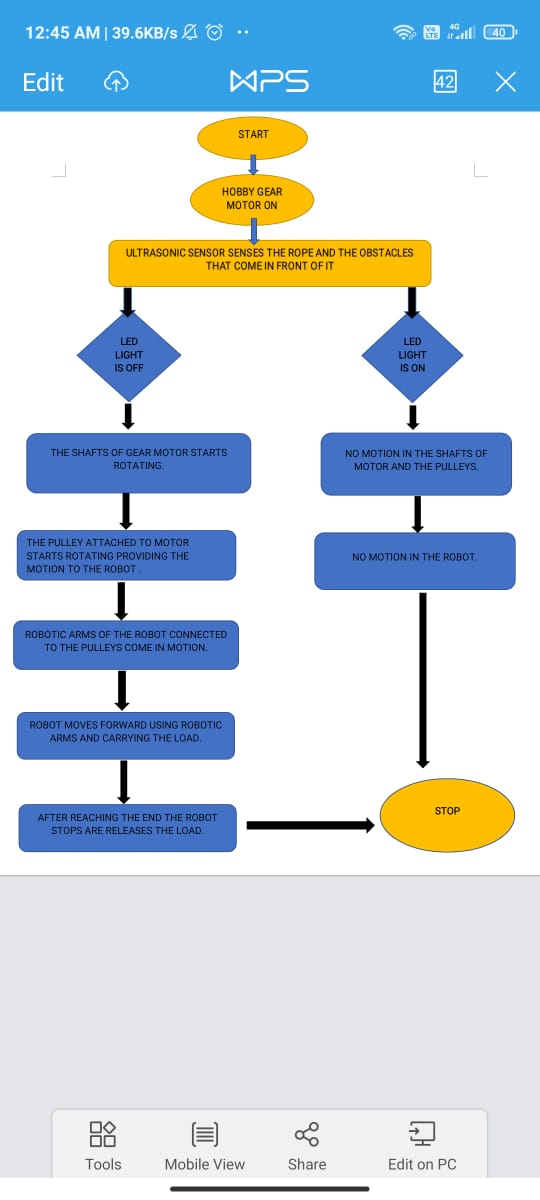 12:45 AM | 39.6KB/s
Vo
LTE
4G
40
Edit
WPS
42
START
HOBBY GEAR
MOTOR ON
ULTRASONIC SENSOR SENSES THE ROPE AND THE OBSTACLES
THAT COME IN FRONT OF IT
LED
LIGHT
IS OFF
LED
LIGHT
IS ON
THE SHAFTS OF GEAR MOTOR STARTS
ROTATING.
NO MOTION IN THE SHAFTS OF
MOTOR AND THE PULLEYS.
THE PULLEY ATTACHED TO MOTOR
STARTS ROTATING PROVIDING THE
MOTION TO THE ROBOT .
NO MOTION IN THE ROBOT.
ROBOTIC ARMS OF THE ROBOT CONNECTED
TO THE PULLEYS COME IN MOTION.
ROBOT MOVES FORWARD USING ROBOTIC
ARMS AND CARRYING THE LOAD.
AFTER REACHING THE END THE ROBOT
STOPS ARE RELEASES THE LOAD.
STOP
Tools
Mobile View
Share
Edit on PC